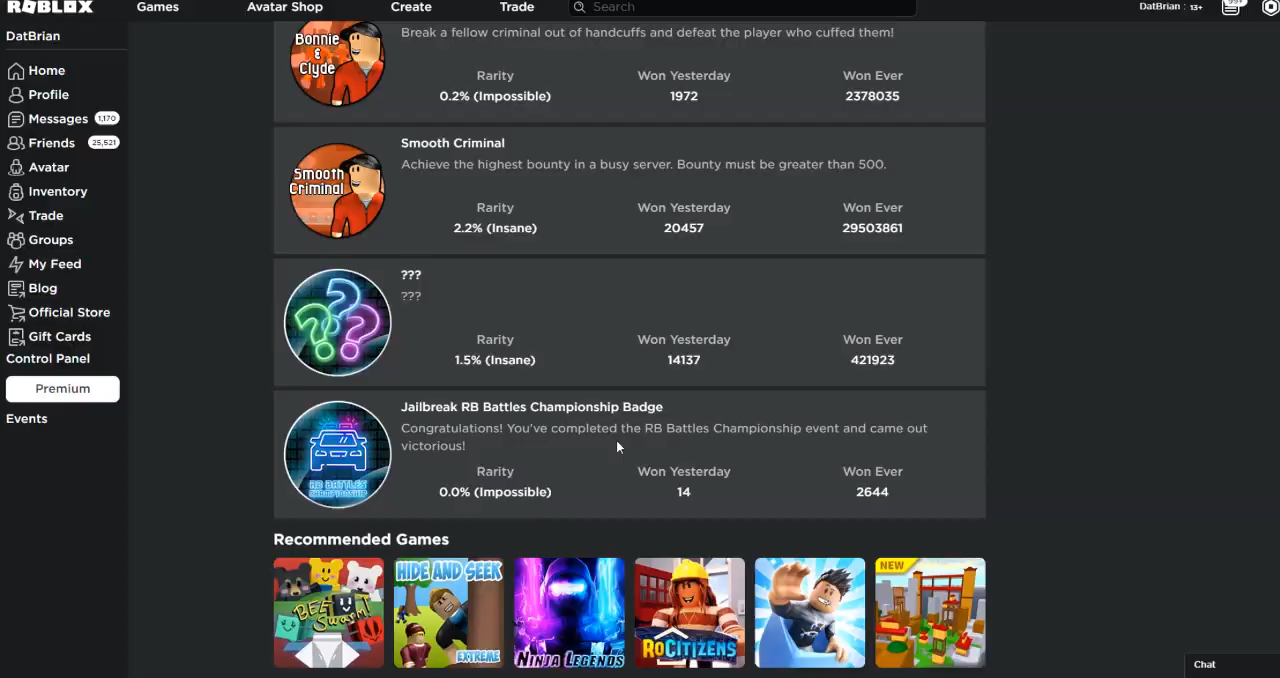 ROBLOX Games Avatar Shop Create Trade Search DatBrian : 13+ 99+
DatBrian
Home
Profile
Messages 1,170
Friends 25,521
Avatar
Inventory
Trade
Groups
My Feed
Blog
Official Store
Gift Cards
Control Panel
Premium
Events
Bonnie
&
Clyde
Break a fellow criminal out of handcuffs and defeat the player who cuffed them!
Rarity Won Yesterday Won Ever
0.2% (Impossible) 1972 2378035
Smooth
Criminal
Smooth Criminal
Achieve the highest bounty in a busy server. Bounty must be greater than 500.
Rarity Won Yesterday Won Ever
2.2% (Insane) 20457 29503861
???
???
???
Rarity Won Yesterday Won Ever
1.5% (Insane) 14137 421923
RB BATTLES
CHAMPIONSHIP
Jailbreak RB Battles Championship Badge
Congratulations! You've completed the RB Battles Championship event and came out
victorious!
Rarity Won Yesterday Won Ever
0.0% (Impossible) 14 2644
Recommended Games
BEE SWARM!
HIDE AND SEEK
EXTREME
NINJA LEGENDS
ROCITIZENS
NEW
Chat